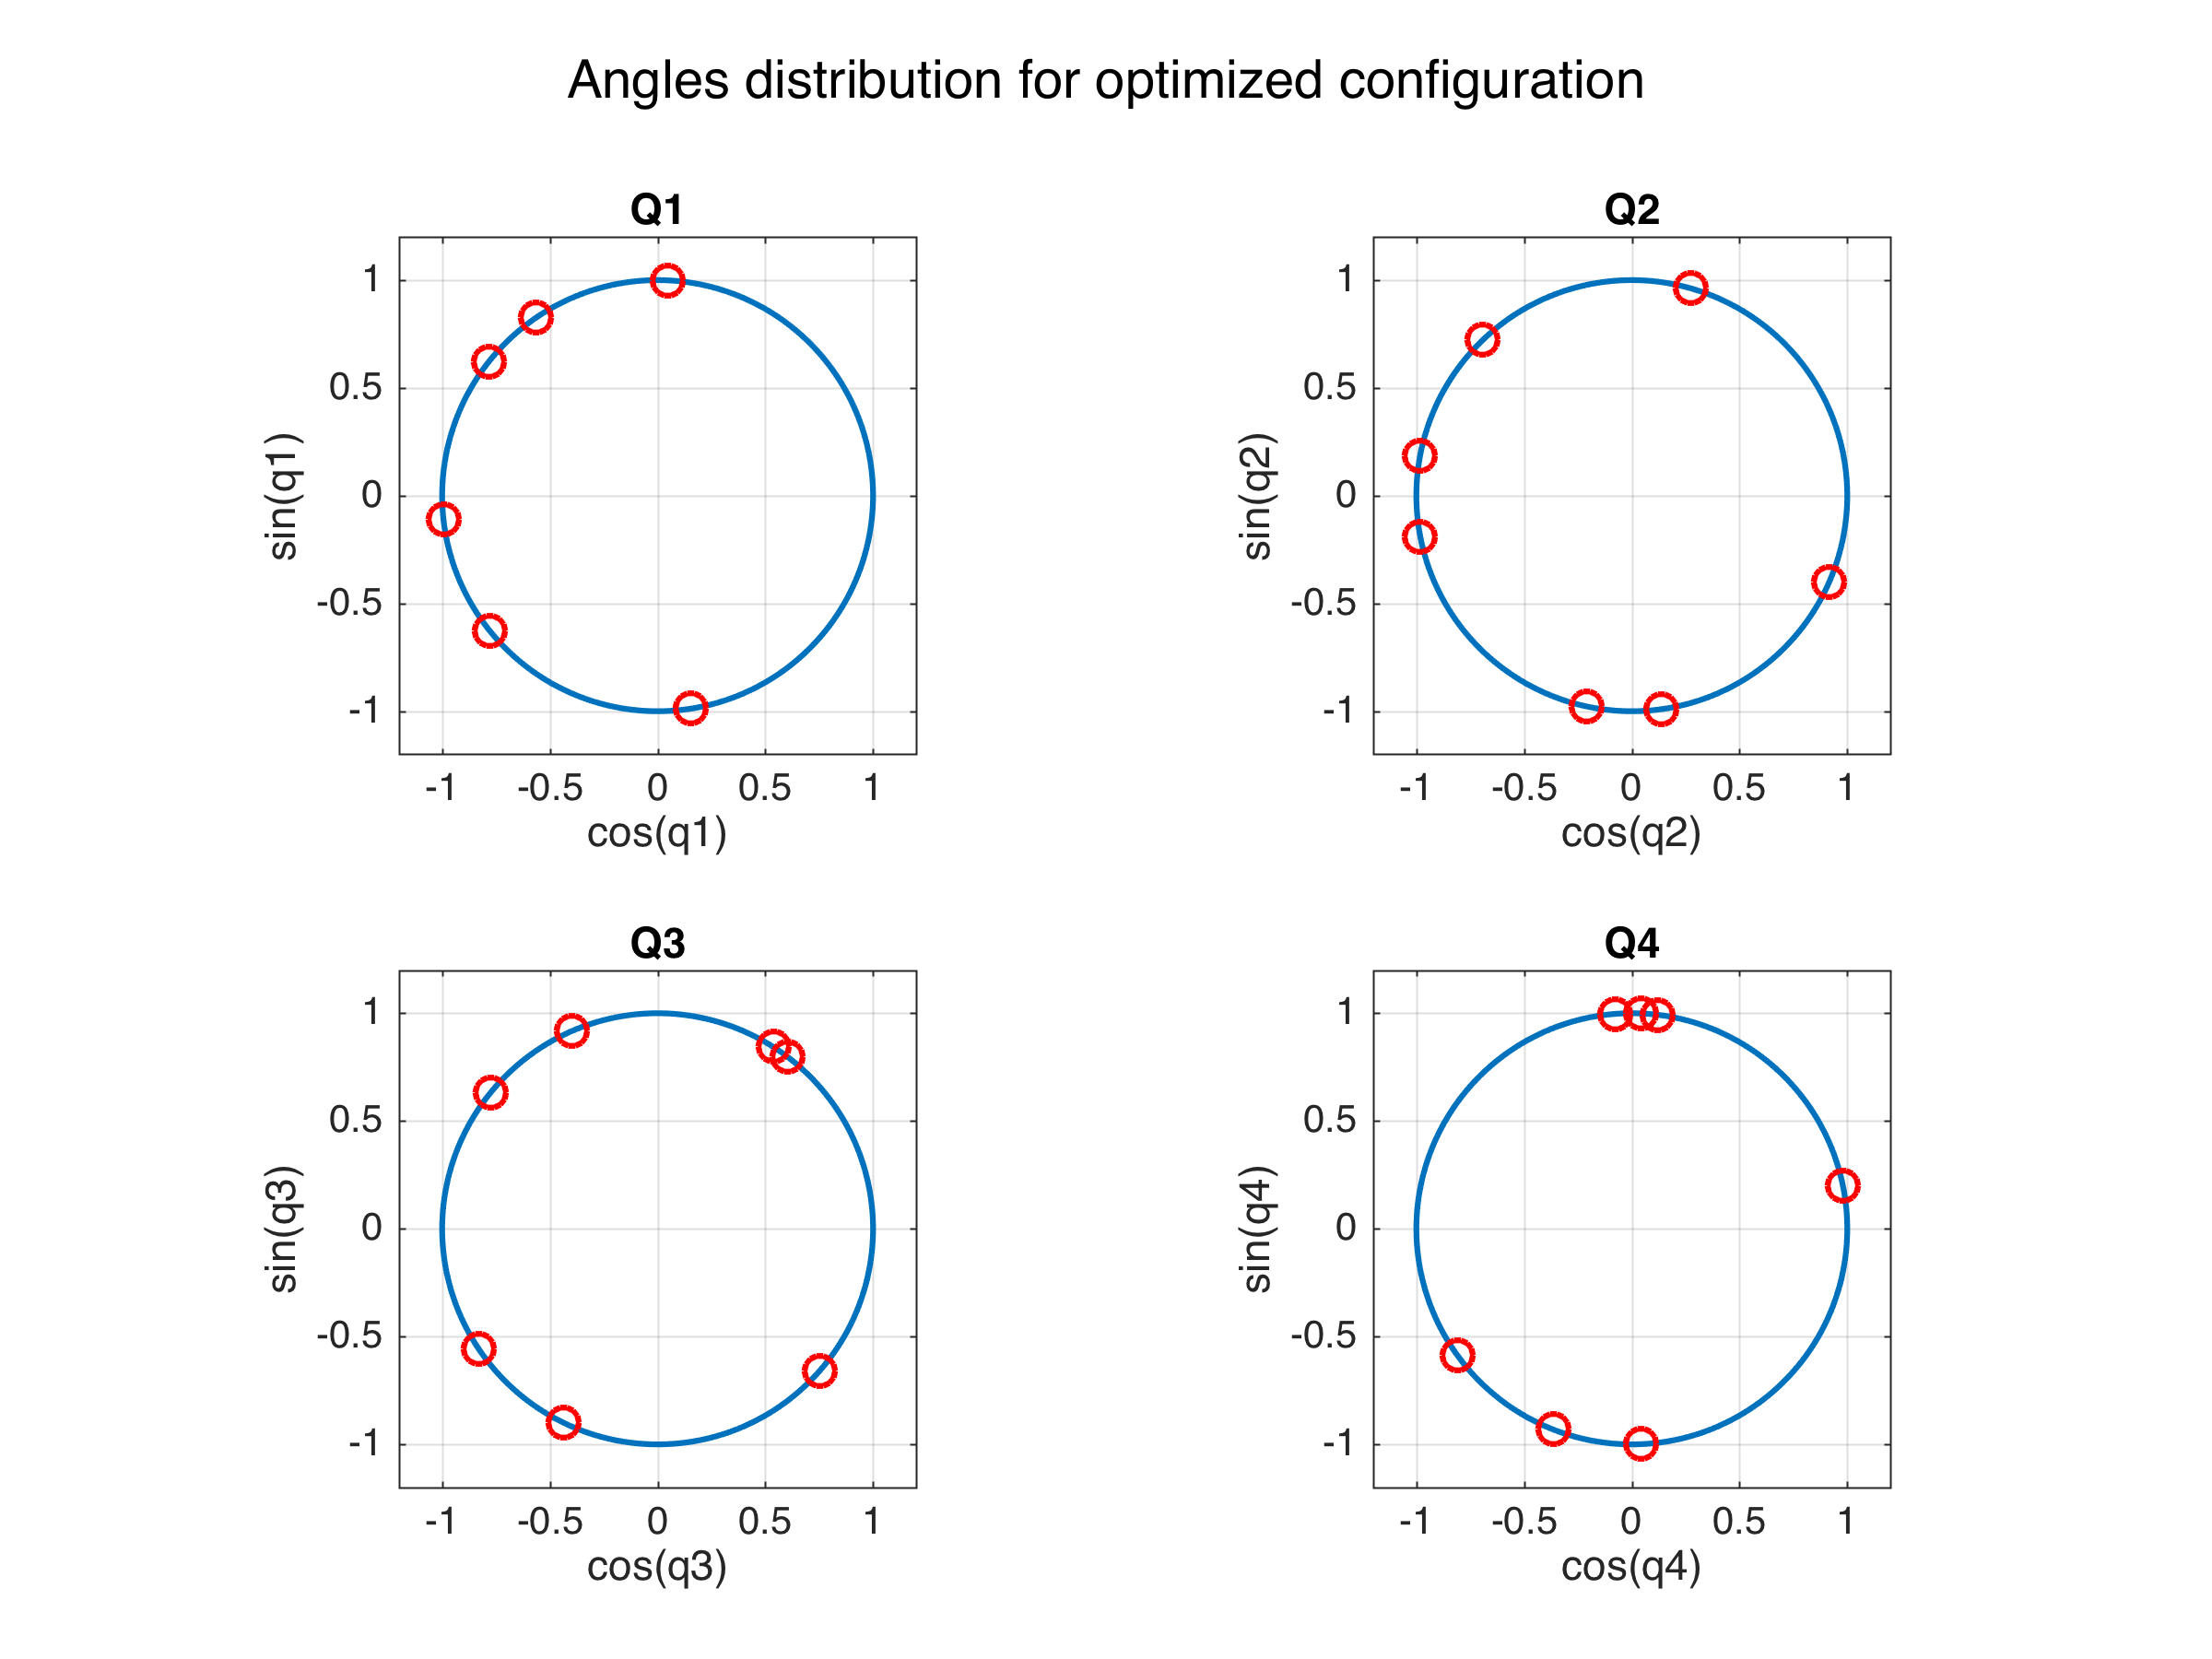 Angles distribution for optimized configuration
Q1
1
0.5
0
-0.5
-1
sin(q1)
-1 -0.5 0 0.5 1
cos(q1)
Q2
1
0.5
0
-0.5
-1
sin(q2)
-1 -0.5 0 0.5 1
cos(q2)
Q3
1
0.5
0
-0.5
-1
sin(q3)
-1 -0.5 0 0.5 1
cos(q3)
Q4
1
0.5
0
-0.5
-1
sin(q4)
-1 -0.5 0 0.5 1
cos(q4)